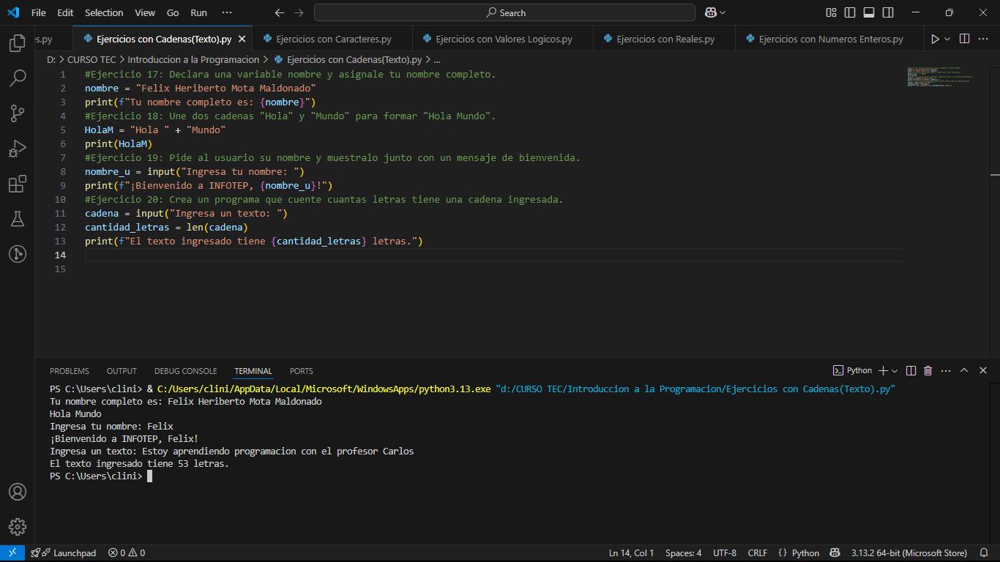 File Edit Selection View Go Run ··· Search
es.py Ejercicios con Cadenas(Texto).py Ejercicios con Caracteres.py Ejercicios con Valores Logicos.py Ejercicios con Reales.py Ejercicios con Numeros Enteros.py
D: > CURSO TEC > Introduccion a la Programacion > Ejercicios con Cadenas(Texto).py > ...
1 #Ejercicio 17: Declara una variable nombre y asignale tu nombre completo.
2 nombre = "Felix Heriberto Mota Maldonado"
3 print(f"Tu nombre completo es: {nombre}")
4 #Ejercicio 18: Une dos cadenas "Hola" y "Mundo" para formar "Hola Mundo".
5 HolaM = "Hola " + "Mundo"
6 print(HolaM)
7 #Ejercicio 19: Pide al usuario su nombre y muestralo junto con un mensaje de bienvenida.
8 nombre_u = input("Ingresa tu nombre: ")
9 print(f"¡Bienvenido a INFOTEP, {nombre_u}!")
10 #Ejercicio 20: Crea un programa que cuente cuantas letras tiene una cadena ingresada.
11 cadena = input("Ingresa un texto: ")
12 cantidad_letras = len(cadena)
13 print(f"El texto ingresado tiene {cantidad_letras} letras.")
14
15
PROBLEMS OUTPUT DEBUG CONSOLE TERMINAL PORTS Python
PS C:\Users\clini> & C:/Users/clini/AppData/Local/Microsoft/WindowsApps/python3.13.exe "d:/CURSO TEC/Introduccion a la Programacion/Ejercicios con Cadenas(Texto).py"
Tu nombre completo es: Felix Heriberto Mota Maldonado
Hola Mundo
Ingresa tu nombre: Felix
¡Bienvenido a INFOTEP, Felix!
Ingresa un texto: Estoy aprendiendo programacion con el profesor Carlos
El texto ingresado tiene 53 letras.
PS C:\Users\clini>
Launchpad 0 0 Ln 14, Col 1 Spaces: 4 UTF-8 CRLF {} Python 3.13.2 64-bit (Microsoft Store)